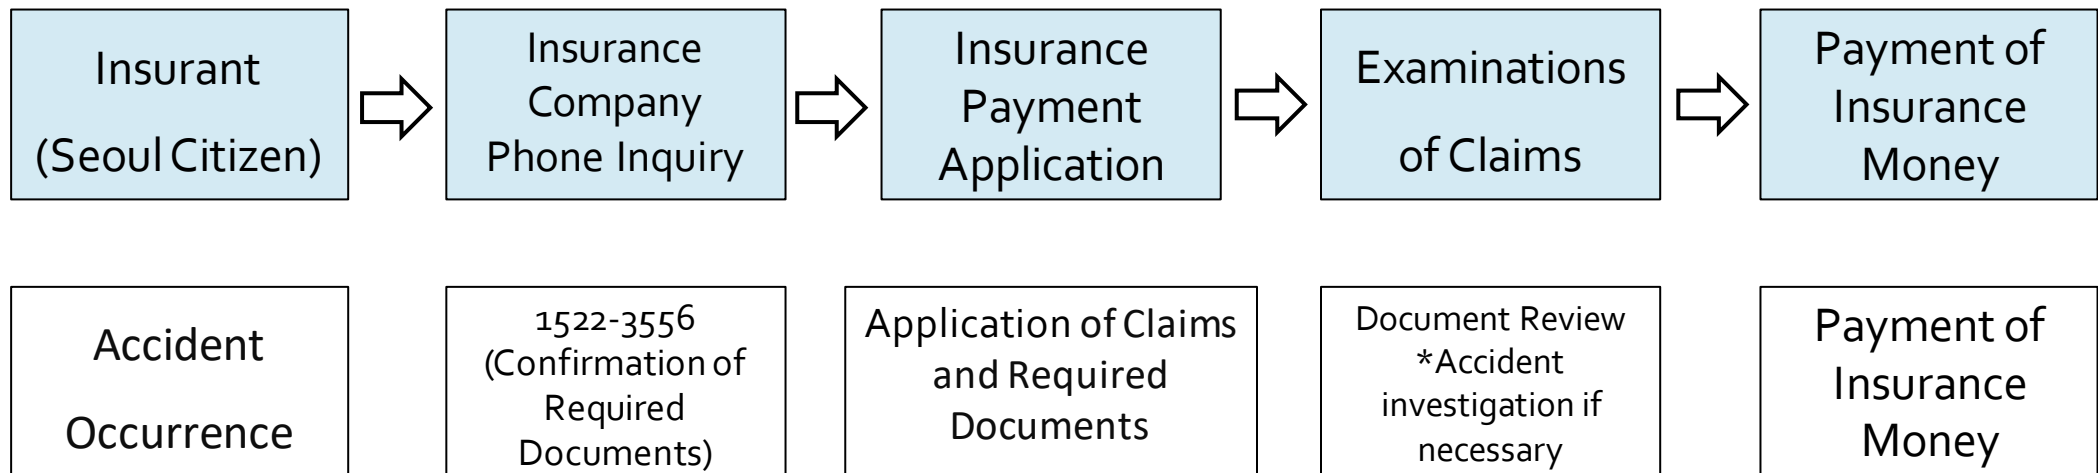 Insurant
(Seoul Citizen)
Insurance
Company
Phone Inquiry
Insurance
Payment
Application
Examinations
of Claims
Payment of
Insurance
Money
Accident
Occurrence
1522-3556
(Confirmation of
Required
Documents)
Application of Claims
and Required
Documents
Document Review
*Accident
investigation if
necessary
Payment of
Insurance
Money